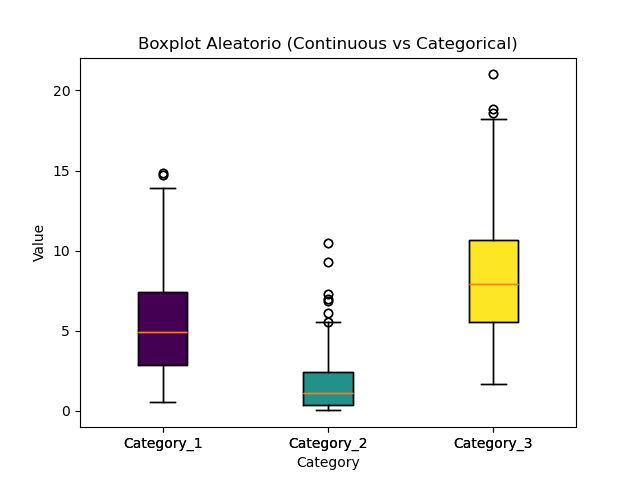 Boxplot Aleatorio (Continuous vs Categorical)
20
15
10
5
0
Value
Category_1 Category_2 Category_3
Category